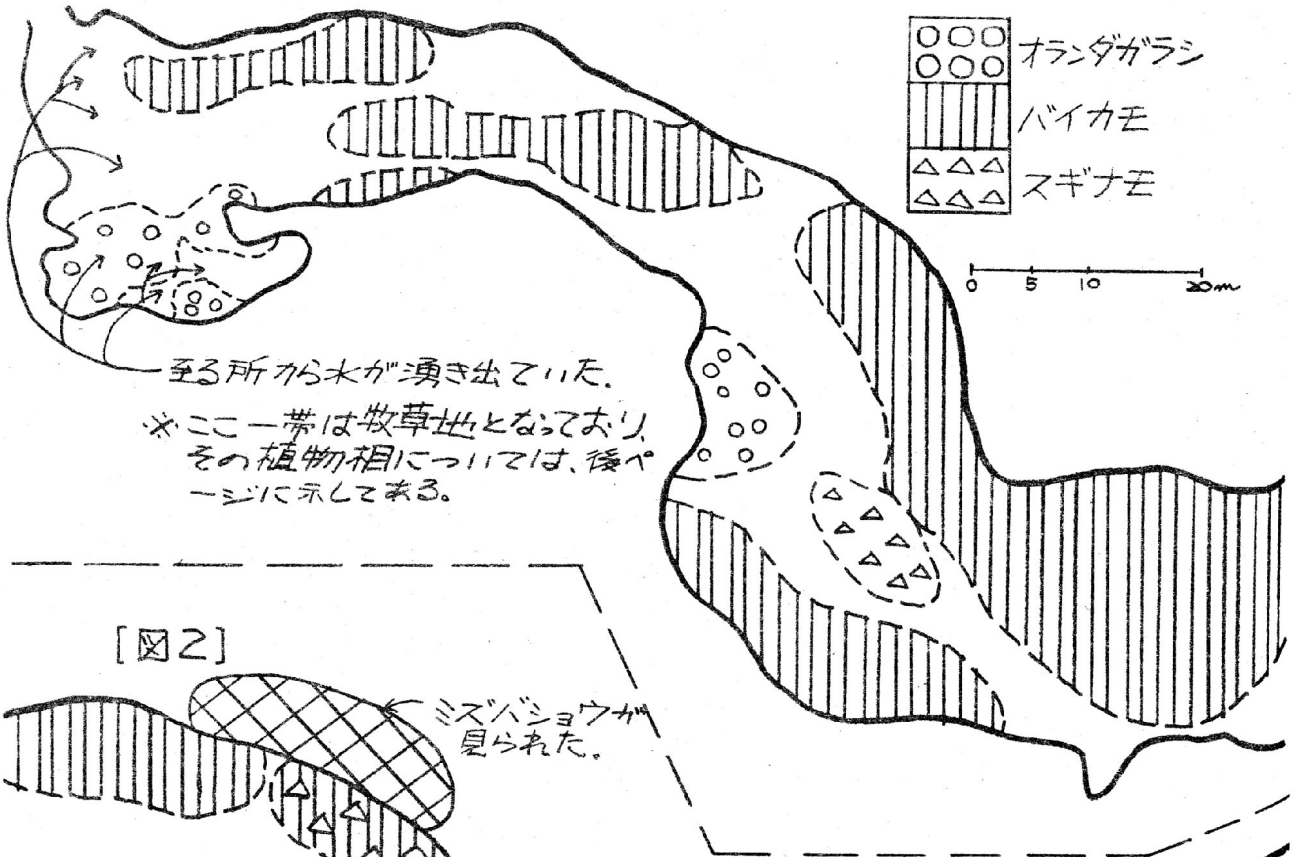 オランダガラシ
バイカモ
スギナモ
0 5 10 20m
至る所から水が湧き出ていた.
※ここ一帯は牧草地となっており、
その植物相については、後ペ
ージに示してある。
[図2]
ミズバショウが
見られた。